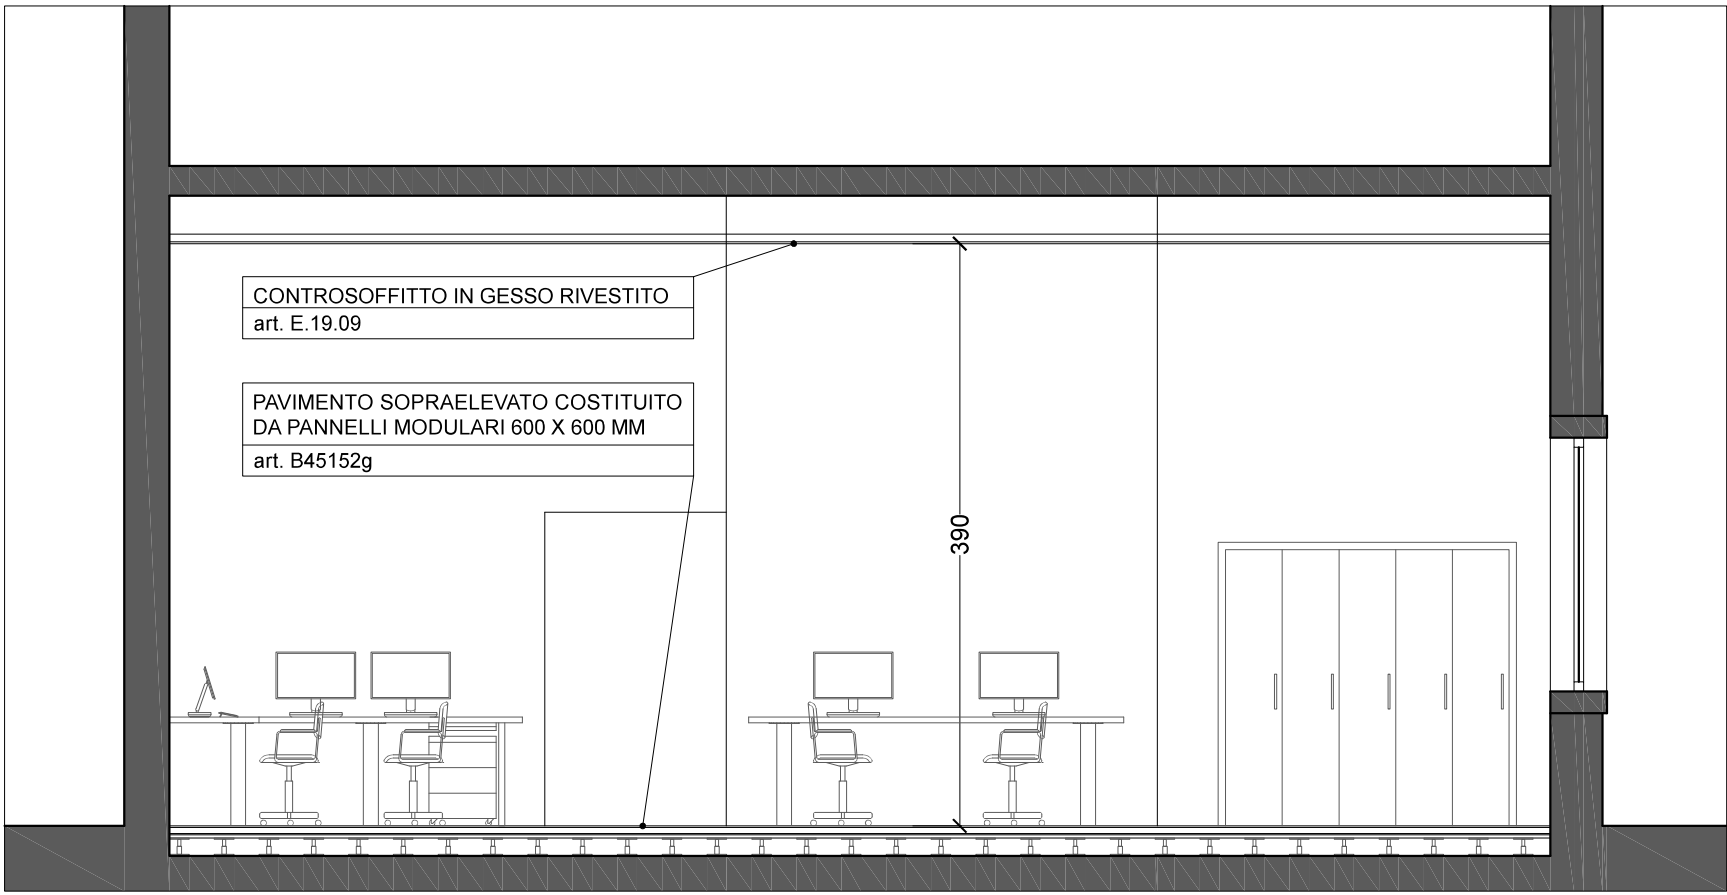 CONTROSOFFITTO IN GESSO RIVESTITO
art. E.19.09
PAVIMENTO SOPRAELEVATO COSTITUITO
DA PANNELLI MODULARI 600 X 600 MM
art. B45152g
390